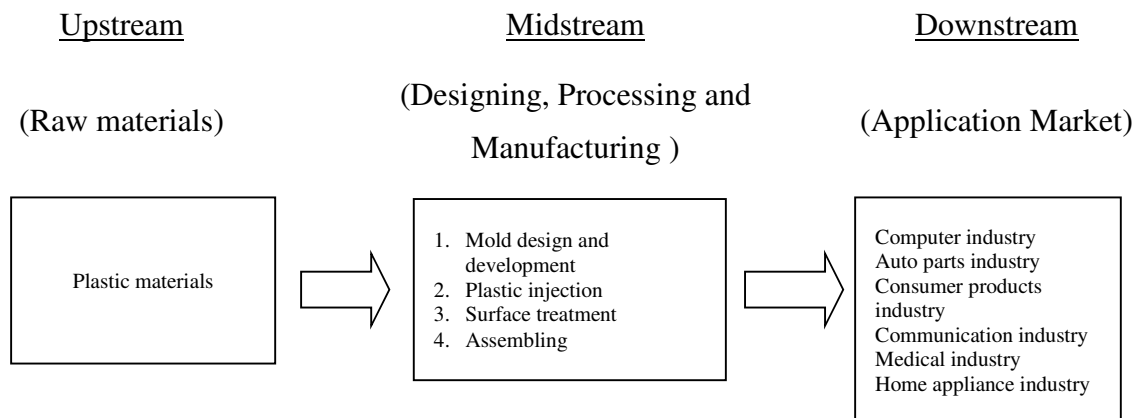 Upstream
Midstream
Downstream
(Raw materials)
(Designing, Processing and
Manufacturing )
(Application Market)
Plastic materials
1. Mold design and
development
2. Plastic injection
3. Surface treatment
4. Assembling
Computer industry
Auto parts industry
Consumer products
industry
Communication industry
Medical industry
Home appliance industry